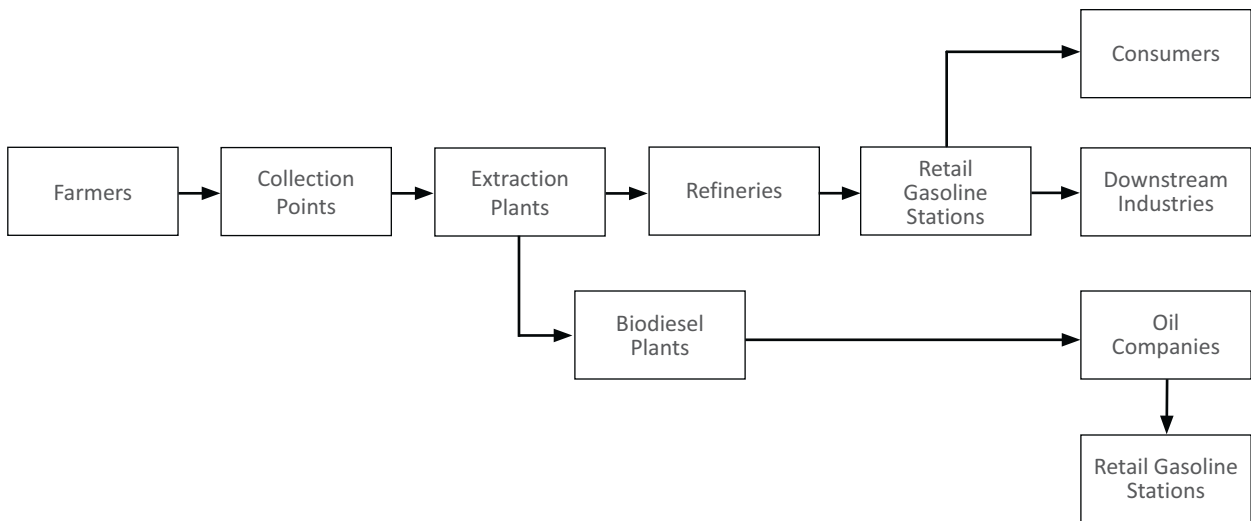 Consumers
Farmers
Collection
Points
Extraction
Plants
Refineries
Retail
Gasoline
Stations
Downstream
Industries
Biodiesel
Plants
Oil
Companies
Retail Gasoline
Stations